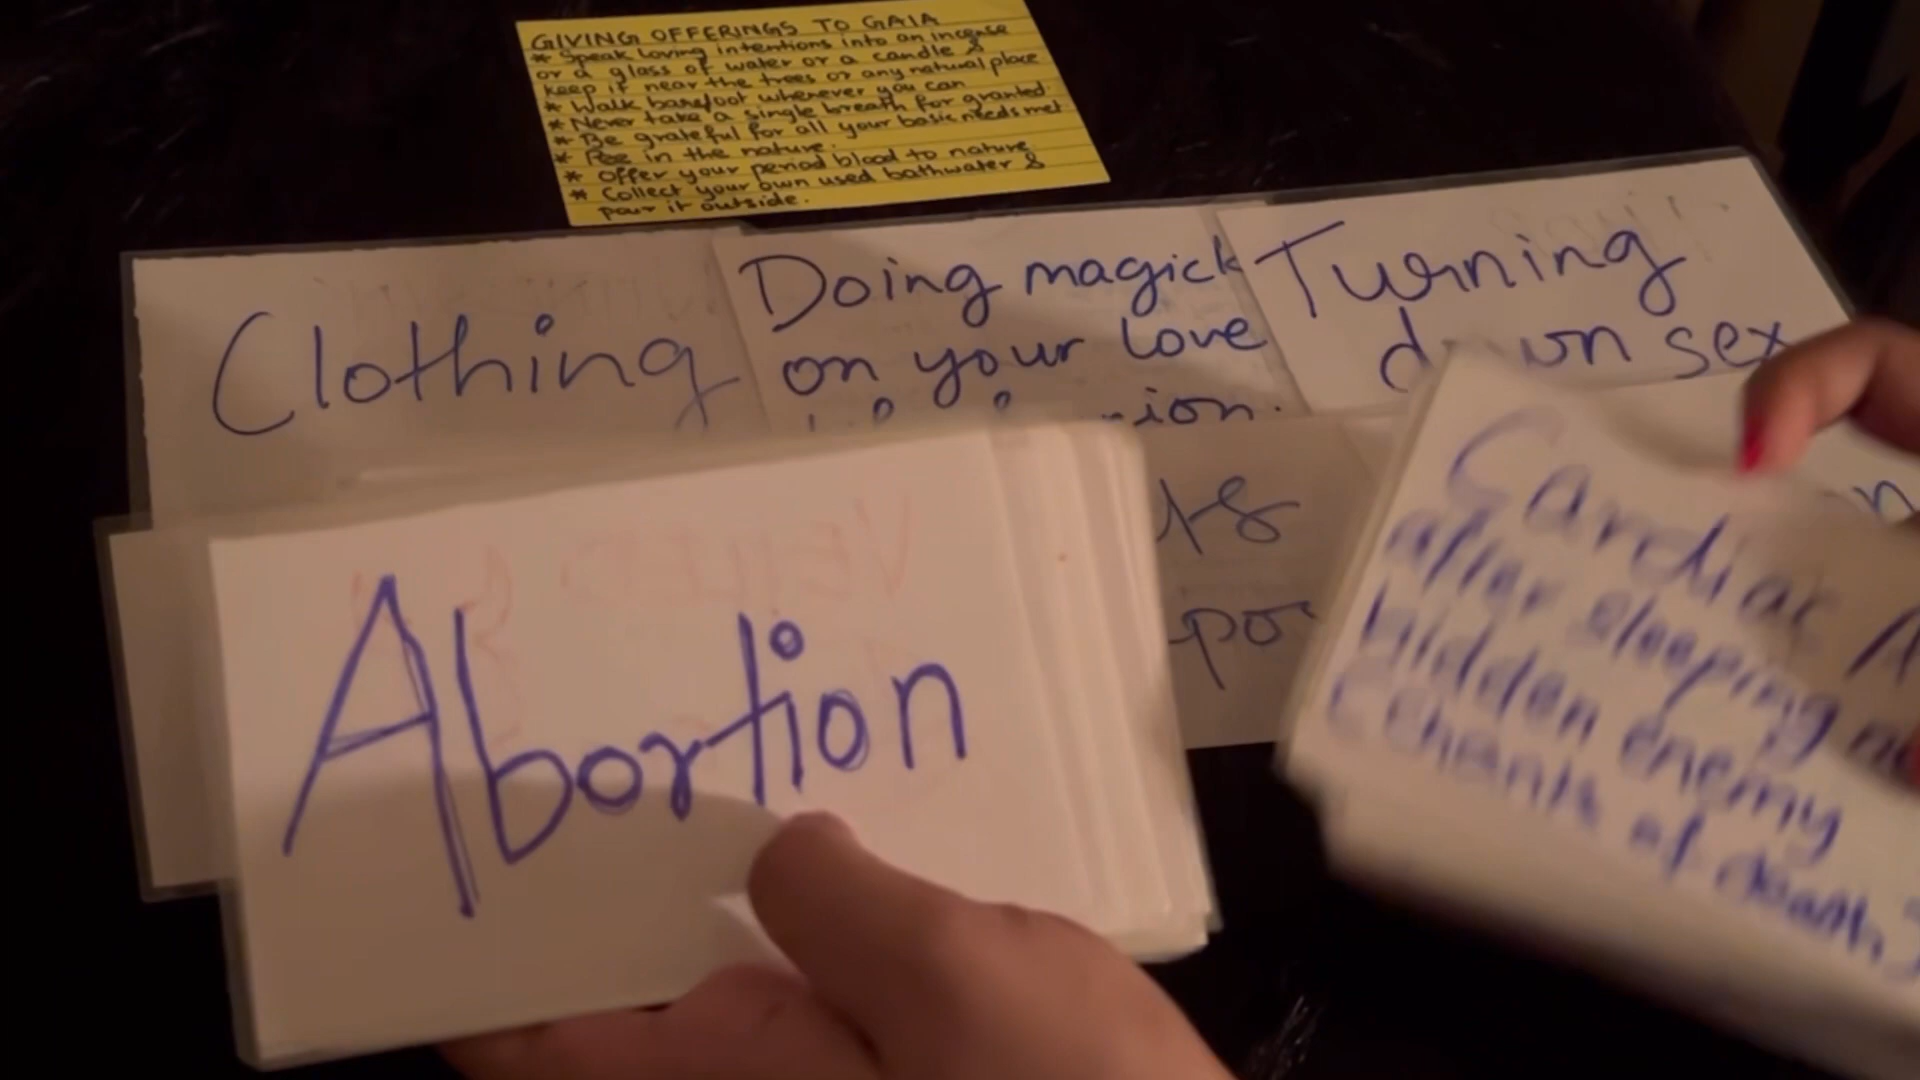 GIVING OFFERINGS TO GAIA
* Speak loving intentions into an incense
or a glass of water or a candle &
keep it near the trees or any natural place
* Walk barefoot wherever you can
* Never take a single breath for granted.
* Be grateful for all your basic needs met
* Pee in the nature.
* Offer your period blood to nature
* Collect your own used bathwater &
pour it outside.
Clothing
Doing magick
on your love
Turning
down sex
Abortion
Cardiac
after sleeping
hidden enemy
(chants of death)